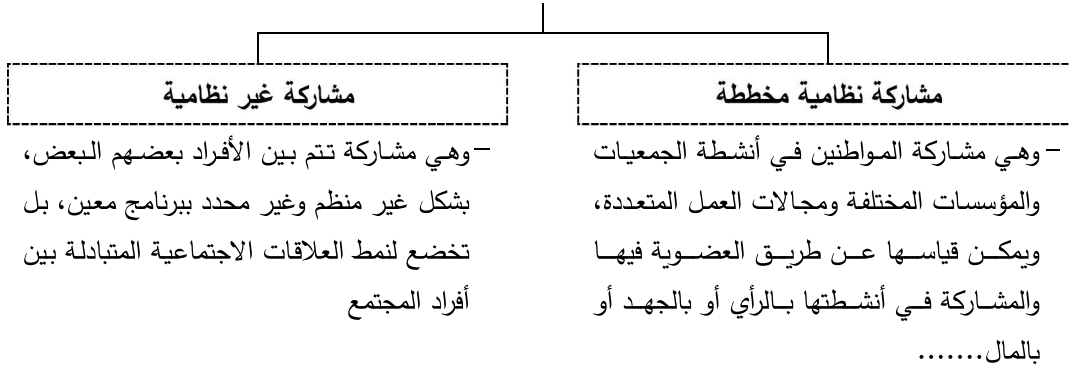 مشاركة نظامية مخططة
– وهي مشاركة المواطنين في أنشطة الجمعيات
والمؤسسات المختلفة ومجالات العمل المتعددة،
ويمكن قياسها عن طريق العضوية فيها
والمشاركة في أنشطتها بالرأي أو بالجهد أو
بالمال.......
مشاركة غير نظامية
– وهي مشاركة تتم بين الأفراد بعضهم البعض،
بشكل غير منظم وغير محدد ببرنامج معين، بل
تخضع لنمط العلاقات الاجتماعية المتبادلة بين
أفراد المجتمع